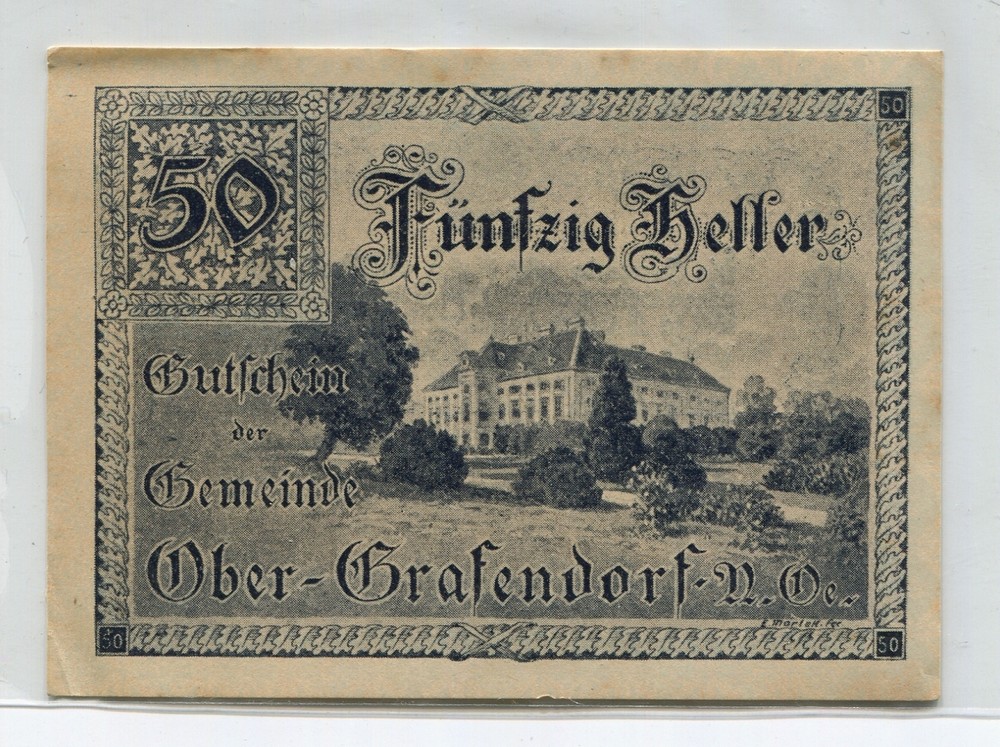 50
50
Fünfzig Heller
Gutschein
der
Gemeinde
Ober-Grafendorf-N.Oe.
50
50